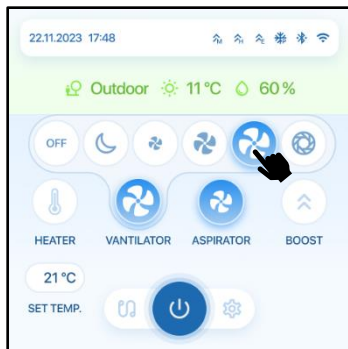 22.11.2023 17:48
Outdoor 11 °C 60 %
OFF
HEATER VANTILATOR ASPIRATOR BOOST
21 °C
SET TEMP.